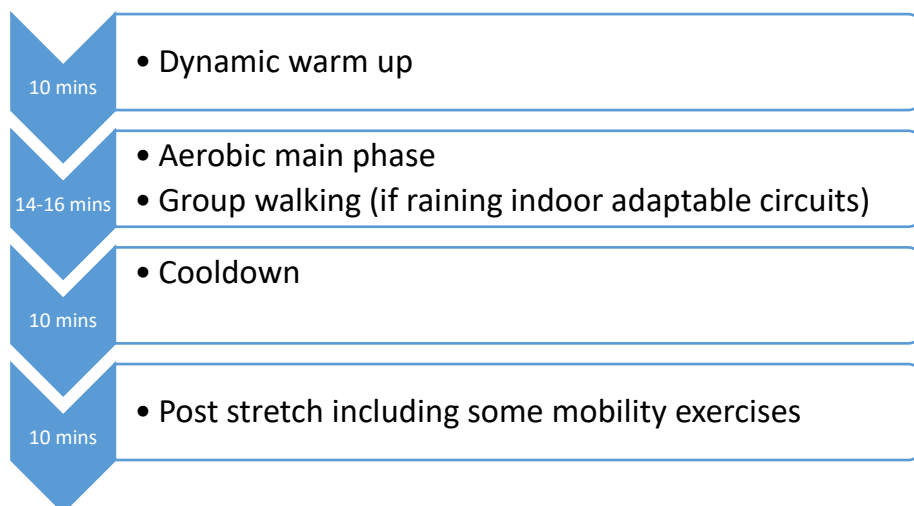 10 mins
• Dynamic warm up
14-16 mins
• Aerobic main phase
• Group walking (if raining indoor adaptable circuits)
10 mins
• Cooldown
10 mins
• Post stretch including some mobility exercises